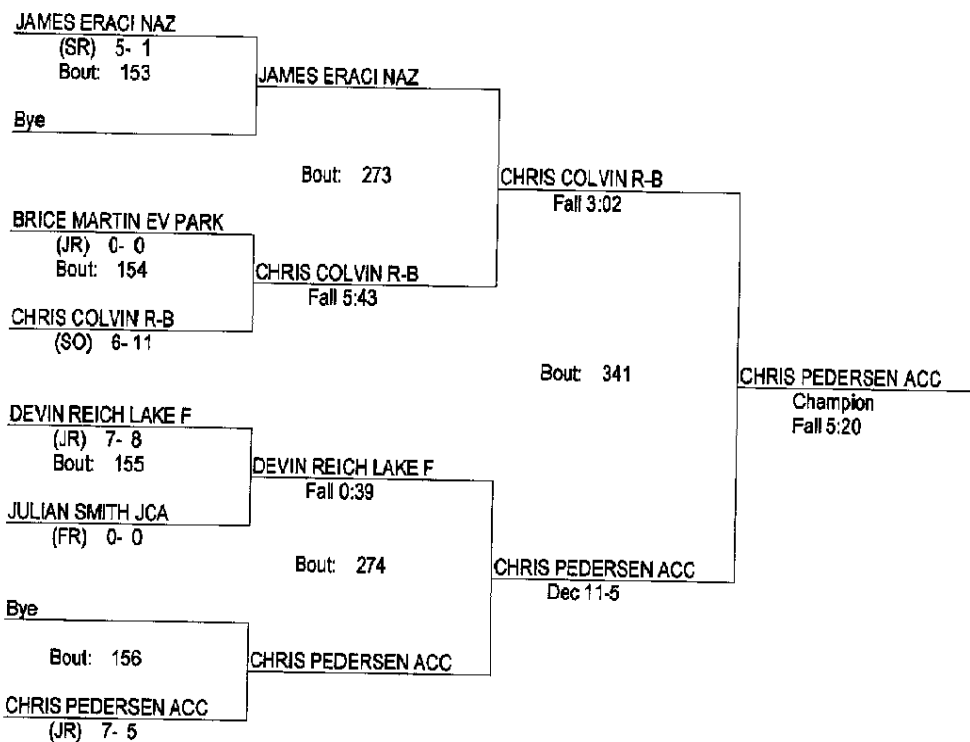 JAMES ERACI NAZ
(SR) 5- 1
Bout: 153
Bye
JAMES ERACI NAZ
Bout: 273
BRICE MARTIN EV PARK
(JR) 0- 0
Bout: 154
CHRIS COLVIN R-B
(SO) 6-11
CHRIS COLVIN R-B
Fall 5:43
CHRIS COLVIN R-B
Fall 3:02
Bout: 341
DEVIN REICH LAKE F
(JR) 7- 8
Bout: 155
JULIAN SMITH JCA
(FR) 0- 0
DEVIN REICH LAKE F
Fall 0:39
Bout: 274
Bye
Bout: 156
CHRIS PEDERSEN ACC
(JR) 7- 5
CHRIS PEDERSEN ACC
CHRIS PEDERSEN ACC
Dec 11-5
CHRIS PEDERSEN ACC
Champion
Fall 5:20